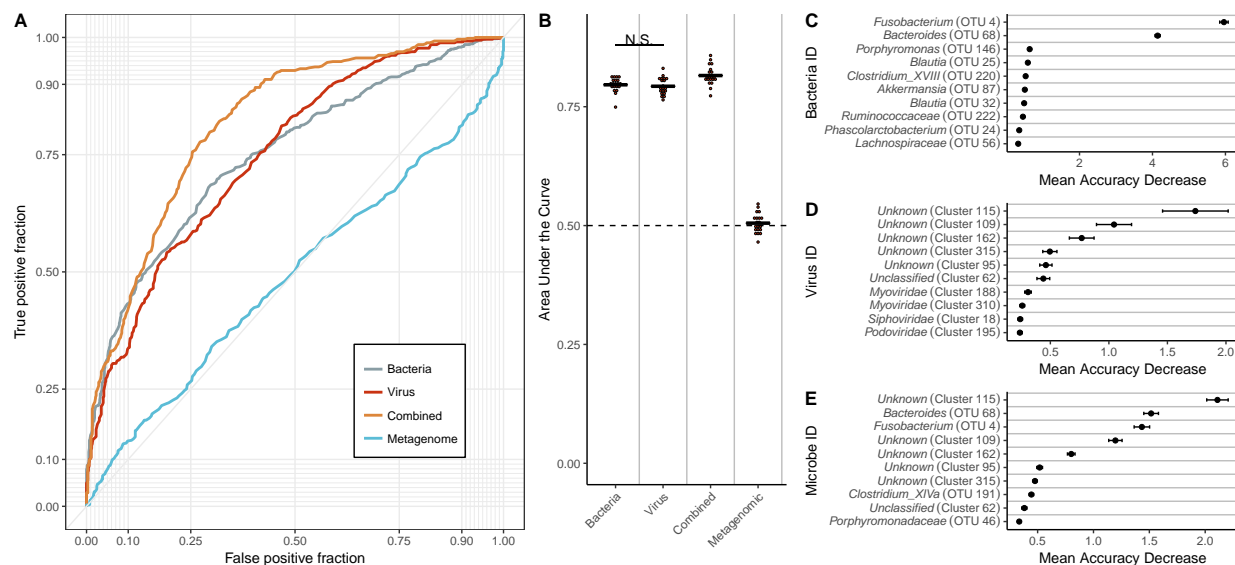 A
True positive fraction
1.00
0.90
0.75
0.50
0.25
0.10
0.00
0.00
0.10
0.50
0.75
0.90
1.00
False positive fraction
Bacteria
Virus
Combined
Metagenome
B
N.S.
Area Under the Curve
0.75
0.50
0.25
0.00
Bacteria
Virus
Combined
Metagenomic
C
Bacteria ID
Fusobacterium (OTU 4)
Bacteroides (OTU 68)
Porphyromonas (OTU 146)
Blautia (OTU 25)
Clostridium_XVIII (OTU 220)
Akkermansia (OTU 87)
Blautia (OTU 32)
Ruminococcaceae (OTU 222)
Phascolarctobacterium (OTU 24)
Lachnospiraceae (OTU 56)
2
4
6
Mean Accuracy Decrease
D
Virus ID
Unknown (Cluster 115)
Unknown (Cluster 109)
Unknown (Cluster 162)
Unknown (Cluster 315)
Unknown (Cluster 95)
Unclassified (Cluster 62)
Myoviridae (Cluster 188)
Myoviridae (Cluster 310)
Siphoviridae (Cluster 18)
Podoviridae (Cluster 195)
0.5
1.0
1.5
2.0
Mean Accuracy Decrease
E
Microbe ID
Unknown (Cluster 115)
Bacteroides (OTU 68)
Fusobacterium (OTU 4)
Unknown (Cluster 109)
Unknown (Cluster 162)
Unknown (Cluster 95)
Unknown (Cluster 315)
Clostridium_XIVa (OTU 191)
Unclassified (Cluster 62)
Porphyromonadaceae (OTU 46)
0.5
1.0
1.5
2.0
Mean Accuracy Decrease